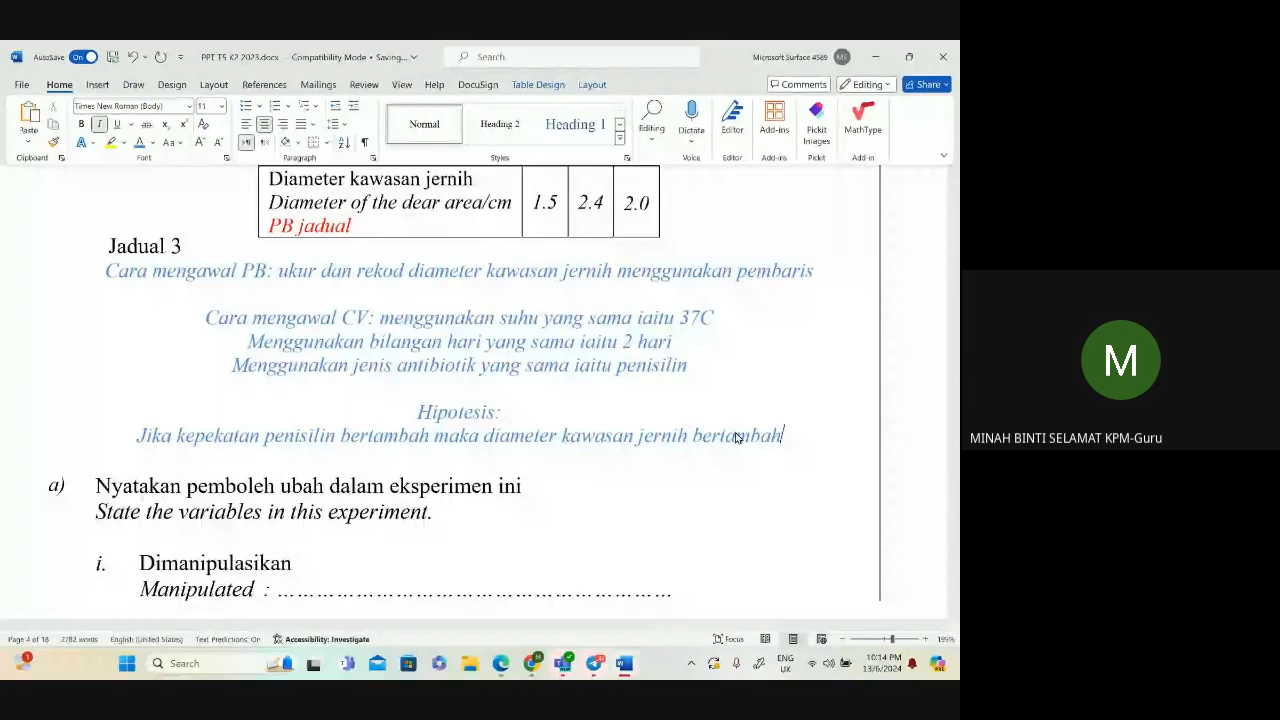 AutoSave On PPT T5 K2 2023.docx - Compatibility Mode • Saving... Search Microsoft Surface 4589 MS
File Home Insert Draw Design Layout References Mailings Review View Help DocuSign Table Design Layout Comments Editing Share
Times New Roman (Body) 11
Paste Normal Heading 2 Heading 1 Editing Dictate Editor Add-ins Pickit Images MathType
Clipboard Font Paragraph Styles Voice Editor Add-ins Pickit Add-in
Diameter kawasan jernih
Diameter of the dear area/cm 1.5 2.4 2.0
PB jadual
Jadual 3
Cara mengawal PB: ukur dan rekod diameter kawasan jernih menggunakan pembaris
Cara mengawal CV: menggunakan suhu yang sama iaitu 37C
Menggunakan bilangan hari yang sama iaitu 2 hari
Menggunakan jenis antibiotik yang sama iaitu penisilin
Hipotesis:
Jika kepekatan penisilin bertambah maka diameter kawasan jernih bertambah
a) Nyatakan pemboleh ubah dalam eksperimen ini
State the variables in this experiment.
i. Dimanipulasikan
Manipulated : ……………………………………………………
M
MINAH BINTI SELAMAT KPM-Guru
Page 4 of 18 2782 words English (United States) Text Predictions: On Accessibility: Investigate Focus 199%
Search ENG UK 10:14 PM 13/6/2024